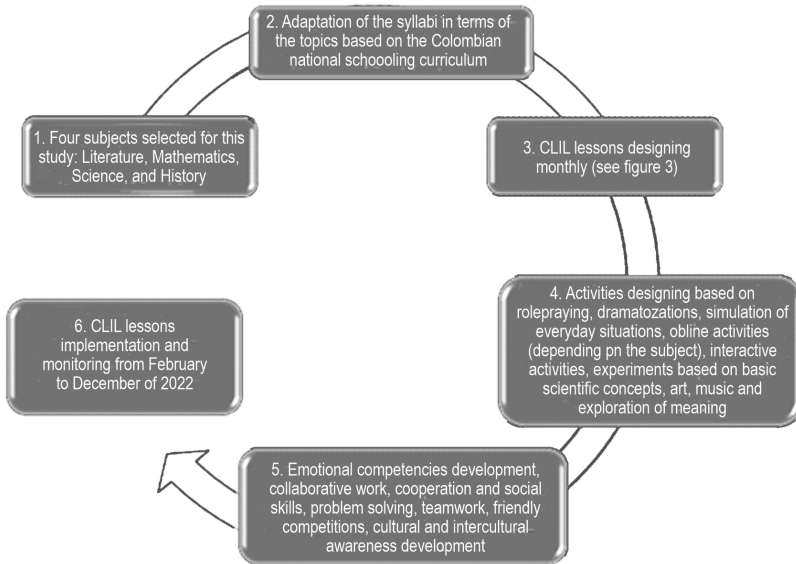 1. Four subjects selected for this
study: Literature, Mathematics,
Science, and History
2. Adaptation of the syllabi in terms of
the topics based on the Colombian
national schoooling curriculum
3. CLIL lessons designing
monthly (see figure 3)
4. Activities designing based on
rolepraying, dramatozations, simulation of
everyday situations, obline activities
(depending pn the subject), interactive
activities, experiments based on basic
scientific concepts, art, music and
exploration of meaning
5. Emotional competencies development,
collaborative work, cooperation and social
skills, problem solving, teamwork, friendly
competitions, cultural and intercultural
awareness development
6. CLIL lessons
implementation and
monitoring from February
to December of 2022